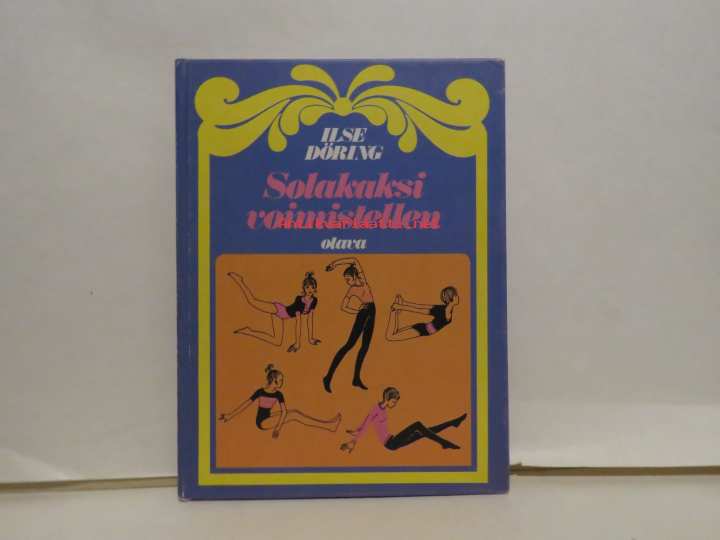 ILSE
DÖRING
Solakaksi
voimistellen
otava